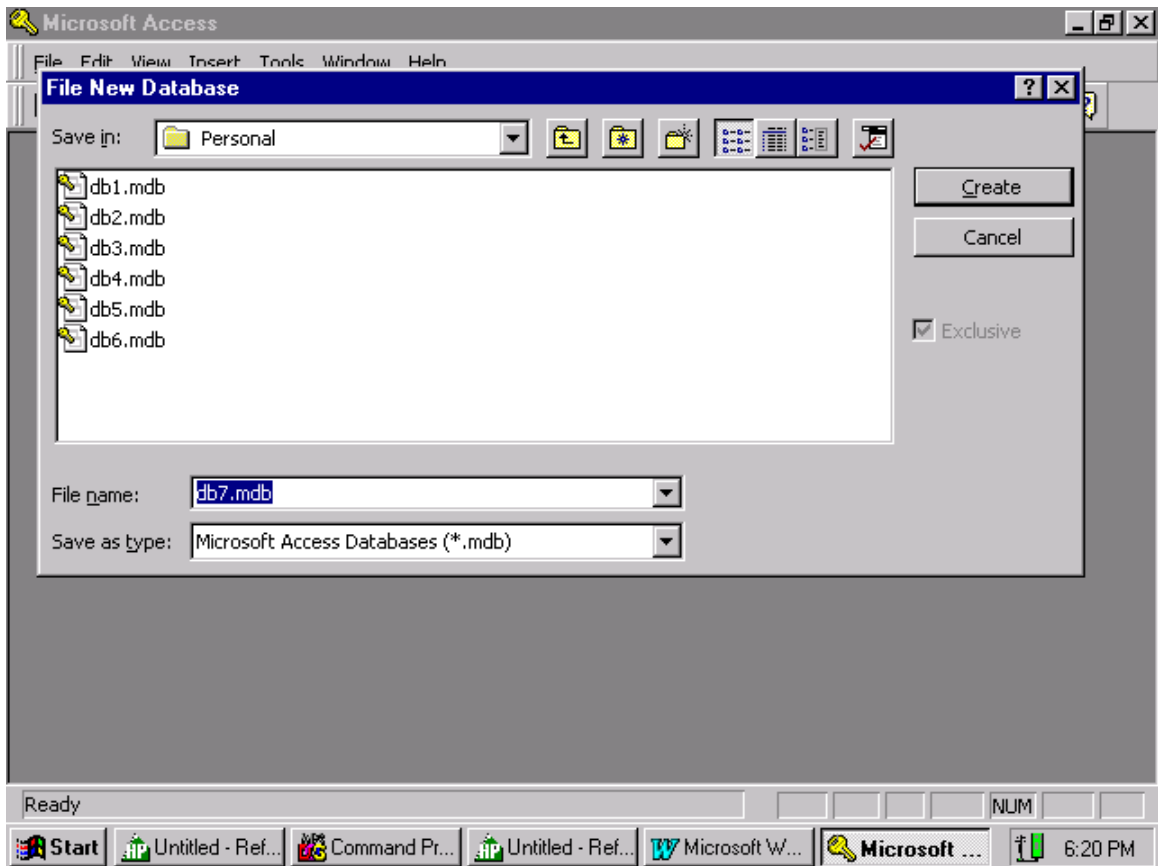 Microsoft Access
File Edit View Insert Tools Window Help
File New Database
Save in: Personal
db1.mdb
db2.mdb
db3.mdb
db4.mdb
db5.mdb
db6.mdb
Create
Cancel
Exclusive
File name: db7.mdb
Save as type: Microsoft Access Databases (*.mdb)
Ready NUM
Start Untitled - Ref... Command Pr... Untitled - Ref... Microsoft W... Microsoft ... 6:20 PM